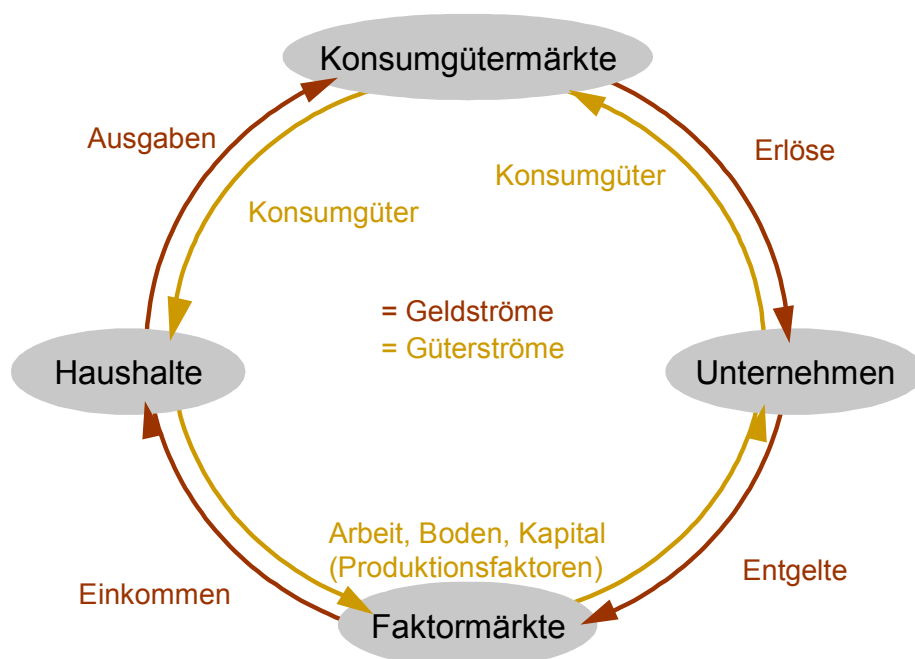 Konsumgütermärkte
Ausgaben
Erlöse
Konsumgüter
Konsumgüter
= Geldströme
= Güterströme
Haushalte
Unternehmen
Arbeit, Boden, Kapital
(Produktionsfaktoren)
Einkommen
Entgelte
Faktormärkte